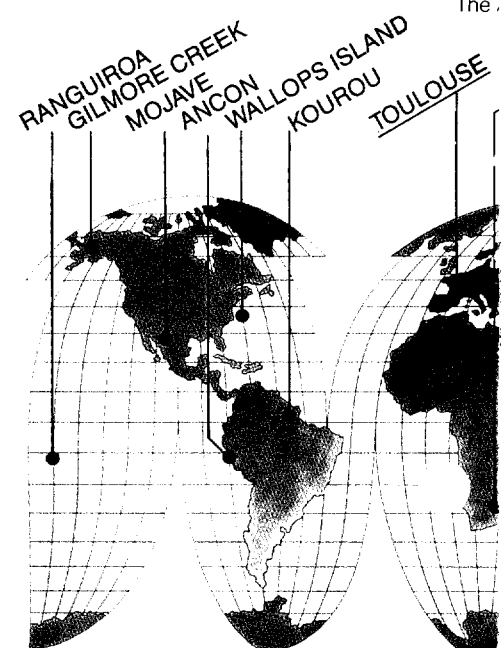 The
RANGUIROA
GILMORE CREEK
MOJAVE
ANCON
WALLOPS ISLAND
KOUROU
TOULOUSE